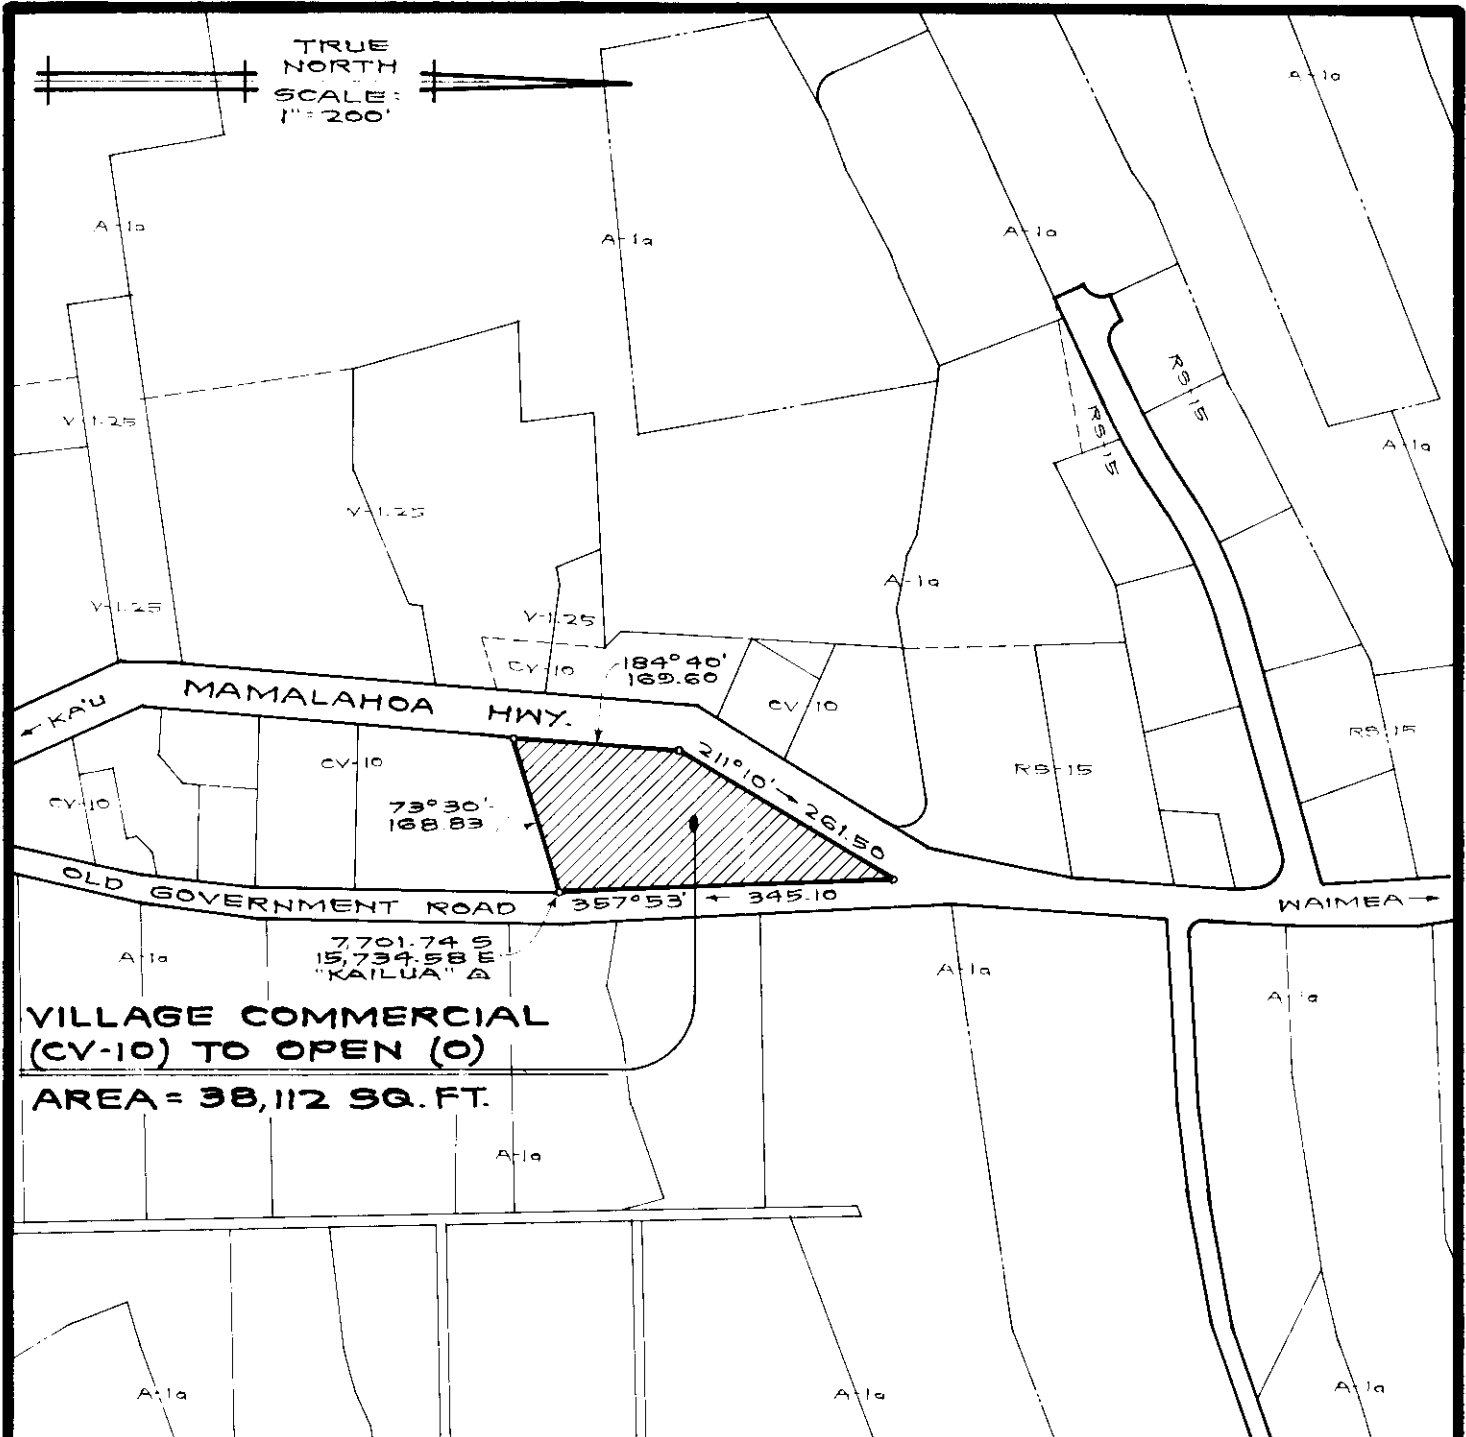 TRUE
NORTH
SCALE:
1"=200'
A-1a
A-1a
A-1a
A-1a
RS-15
RS-15
V-1.25
A-1a
V-1.25
A-1a
V-1.25
V-1.25
CV-10
184°40'
169.60
← KA'U
MAMALAHOA HWY.
CV-10
RS-15
CV-10
211°10' → 261.50
RS-15
CV-10
73°30'
168.83
OLD GOVERNMENT ROAD
357°53' ← 345.10
WAIMEA →
7,701.74 S
15,734.58 E
"KAILUA" △
A-1a
A-1a
A-1a
VILLAGE COMMERCIAL
(CV-10) TO OPEN (O)
AREA = 38,112 SQ. FT.
A-1a
A-1a
A-1a
A-1a